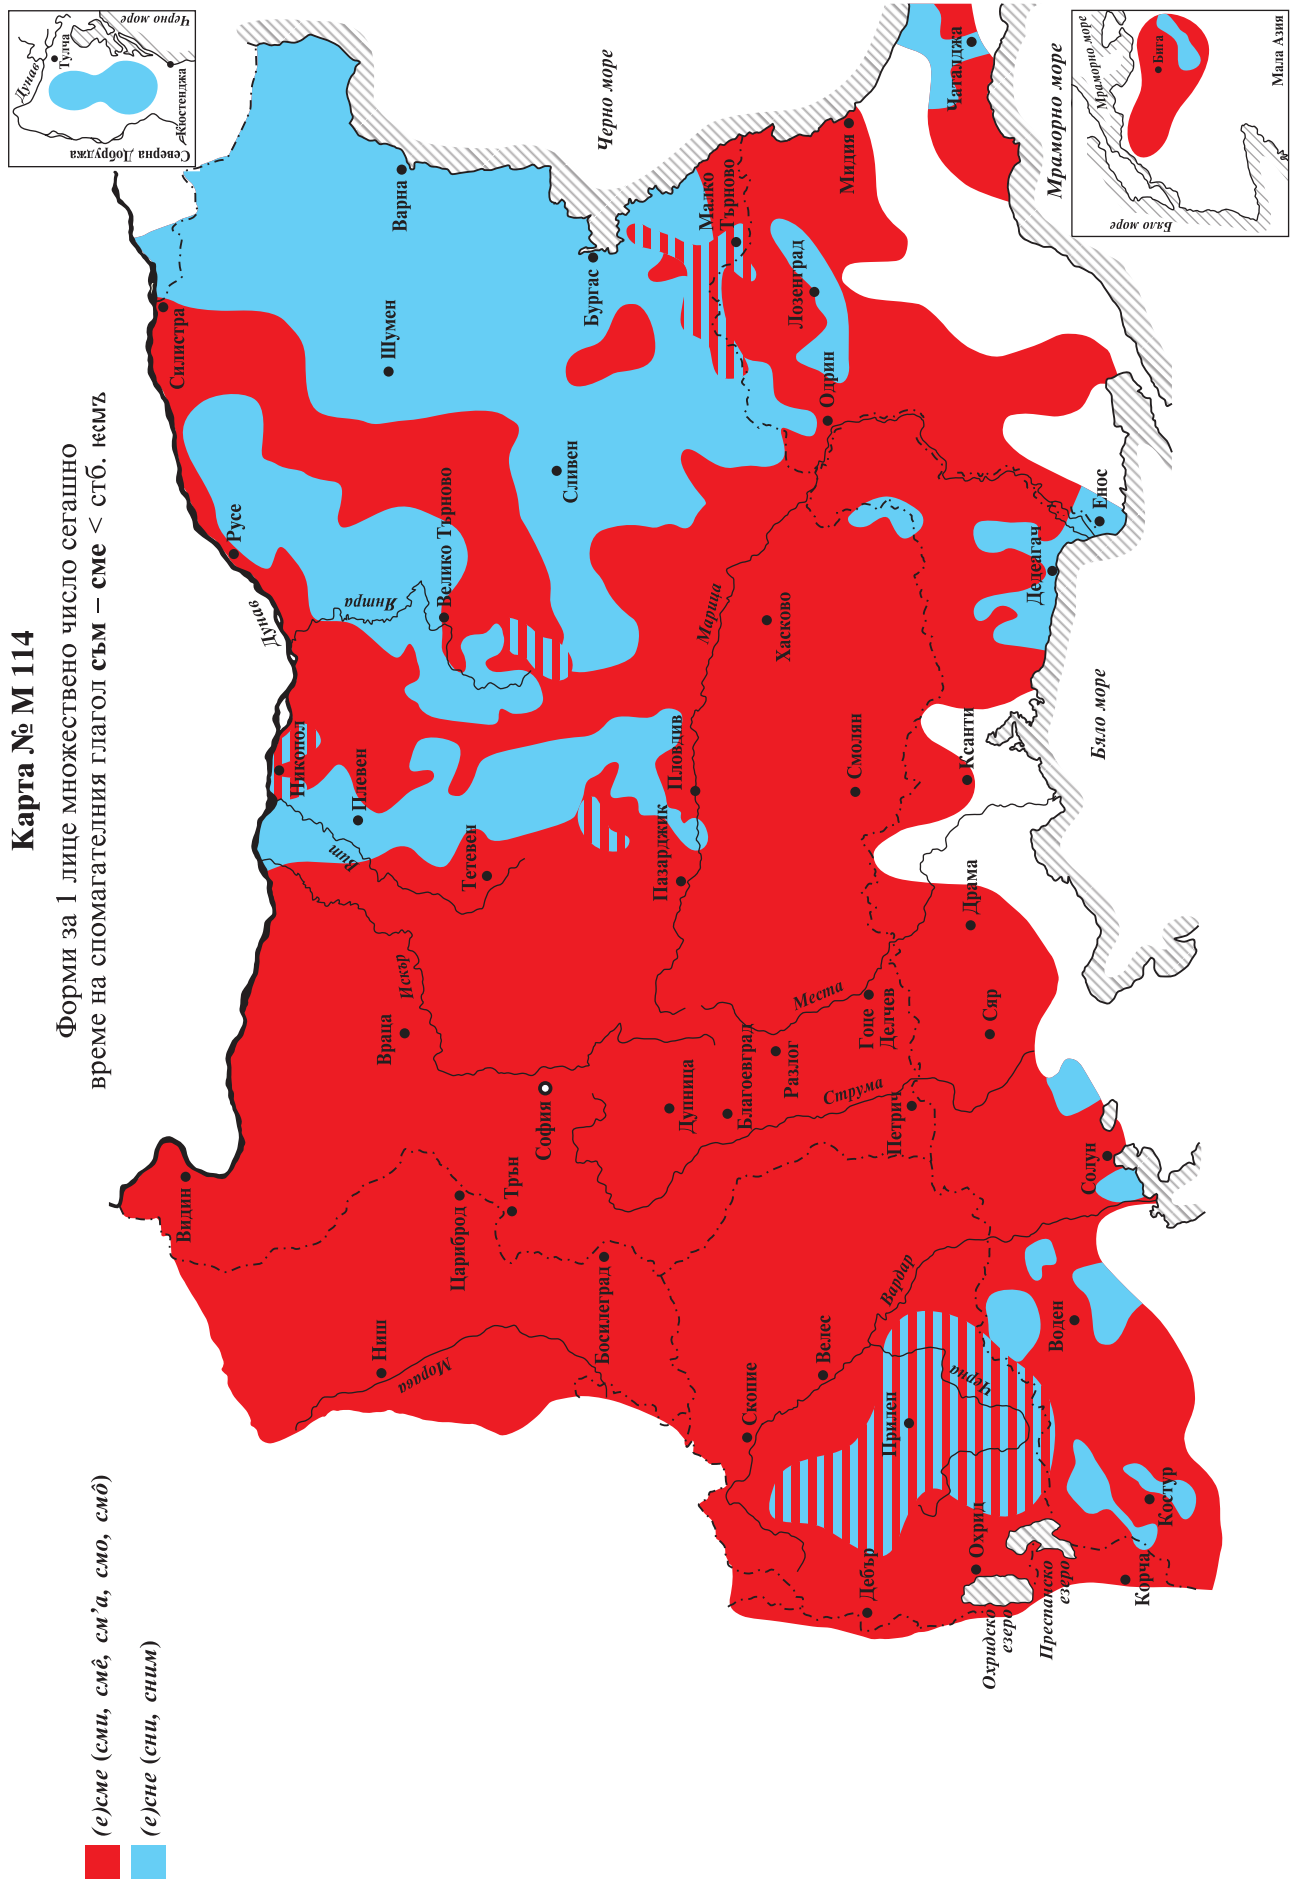 Карта № М 114
Форми за 1 лице множествено число сегашно
време на спомагателния глагол съм – сме < стб. ѥсмъ
(е)сме (сми, смê, см’а, смо, смô)
(е)сне (сни, сним)
Северна Добруджа
Дунав
Тулча
Кюстенджа
Черно море
Мраморно море
Бяло море
Бига
Мала Азия
Черно море
Мраморно море
Бяло море
Дунав
Янтра
Вит
Искър
Марица
Места
Струма
Вардар
Черна
Морава
Охридско
езеро
Преспанско
езеро
Видин
Враца
Никопол
Плевен
Тетевен
Русе
Силистра
Велико Търново
Шумен
Варна
Бургас
Сливен
Малко
Търново
Мидия
Чаталджа
Лозенград
Одрин
Енос
Дедеагач
Хасково
Пловдив
Пазарджик
Смолян
Ксанти
Драма
Сяр
Гоце
Делчев
Разлог
Благоевград
Дупница
Петрич
София
Трън
Цариброд
Босилеград
Ниш
Скопие
Велес
Прилеп
Дебър
Охрид
Солун
Воден
Костур
Корча